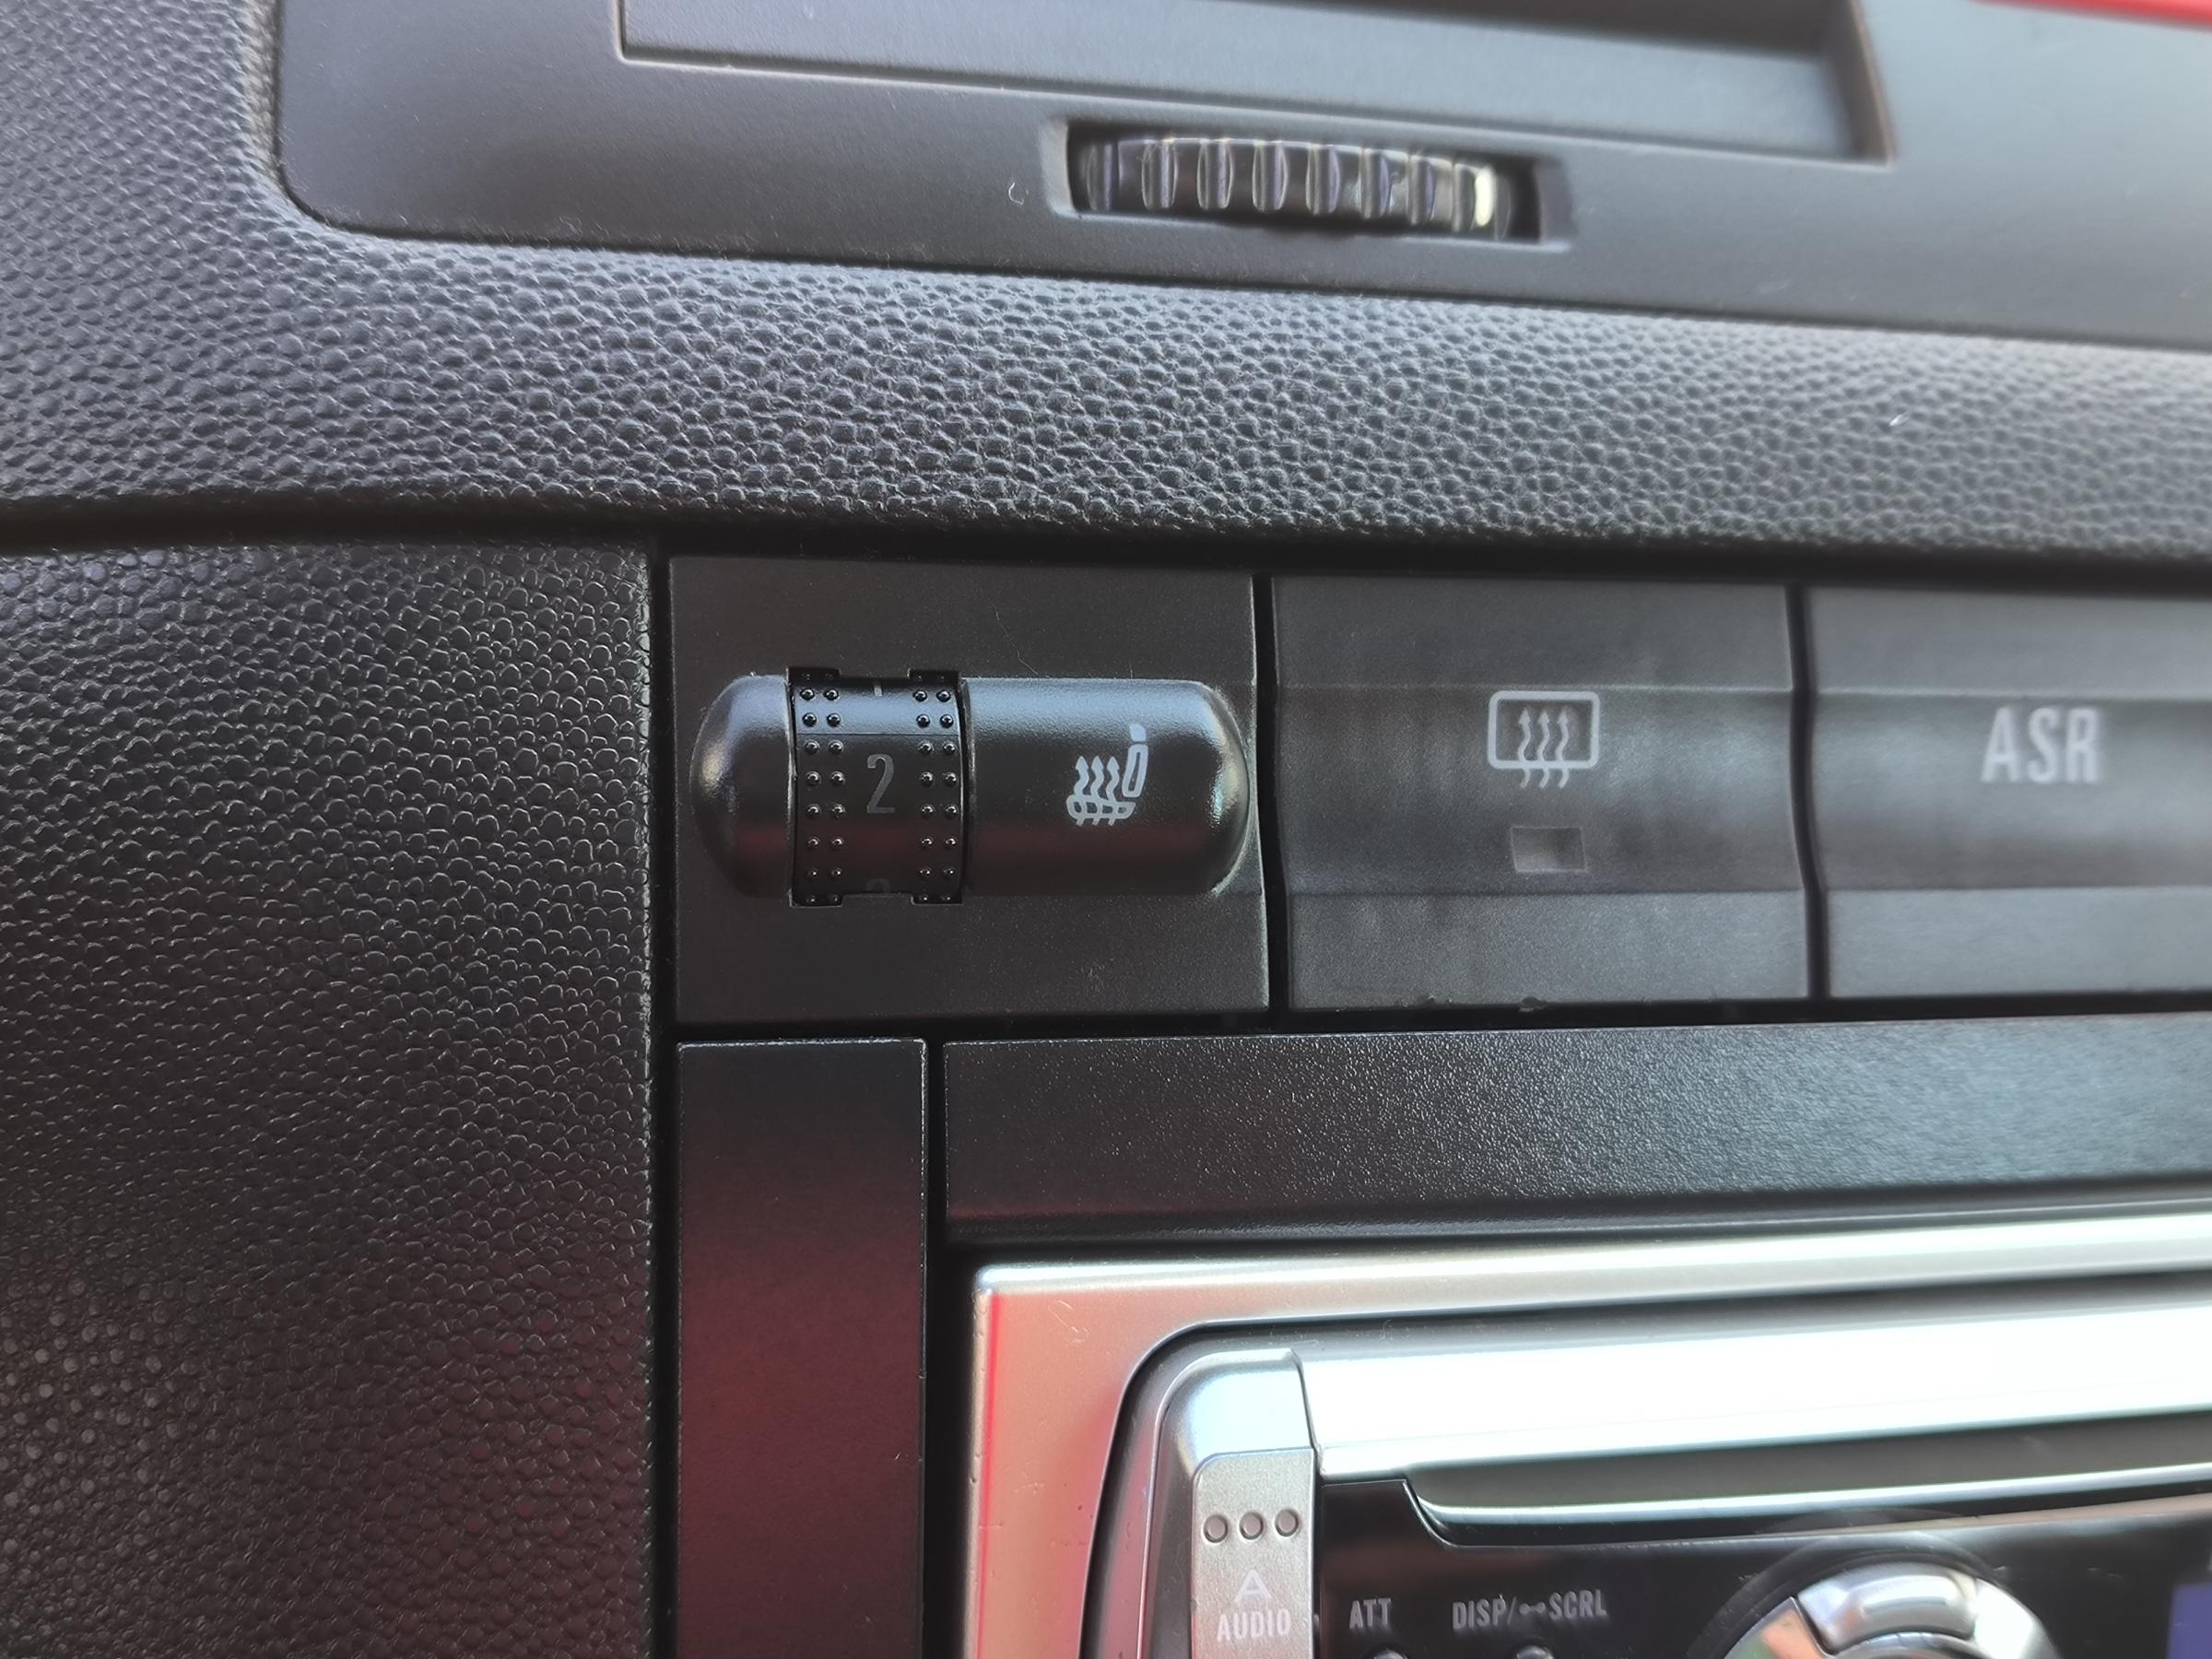 2
ASR
A
AUDIO
ATT
DISP/⊷SCRL